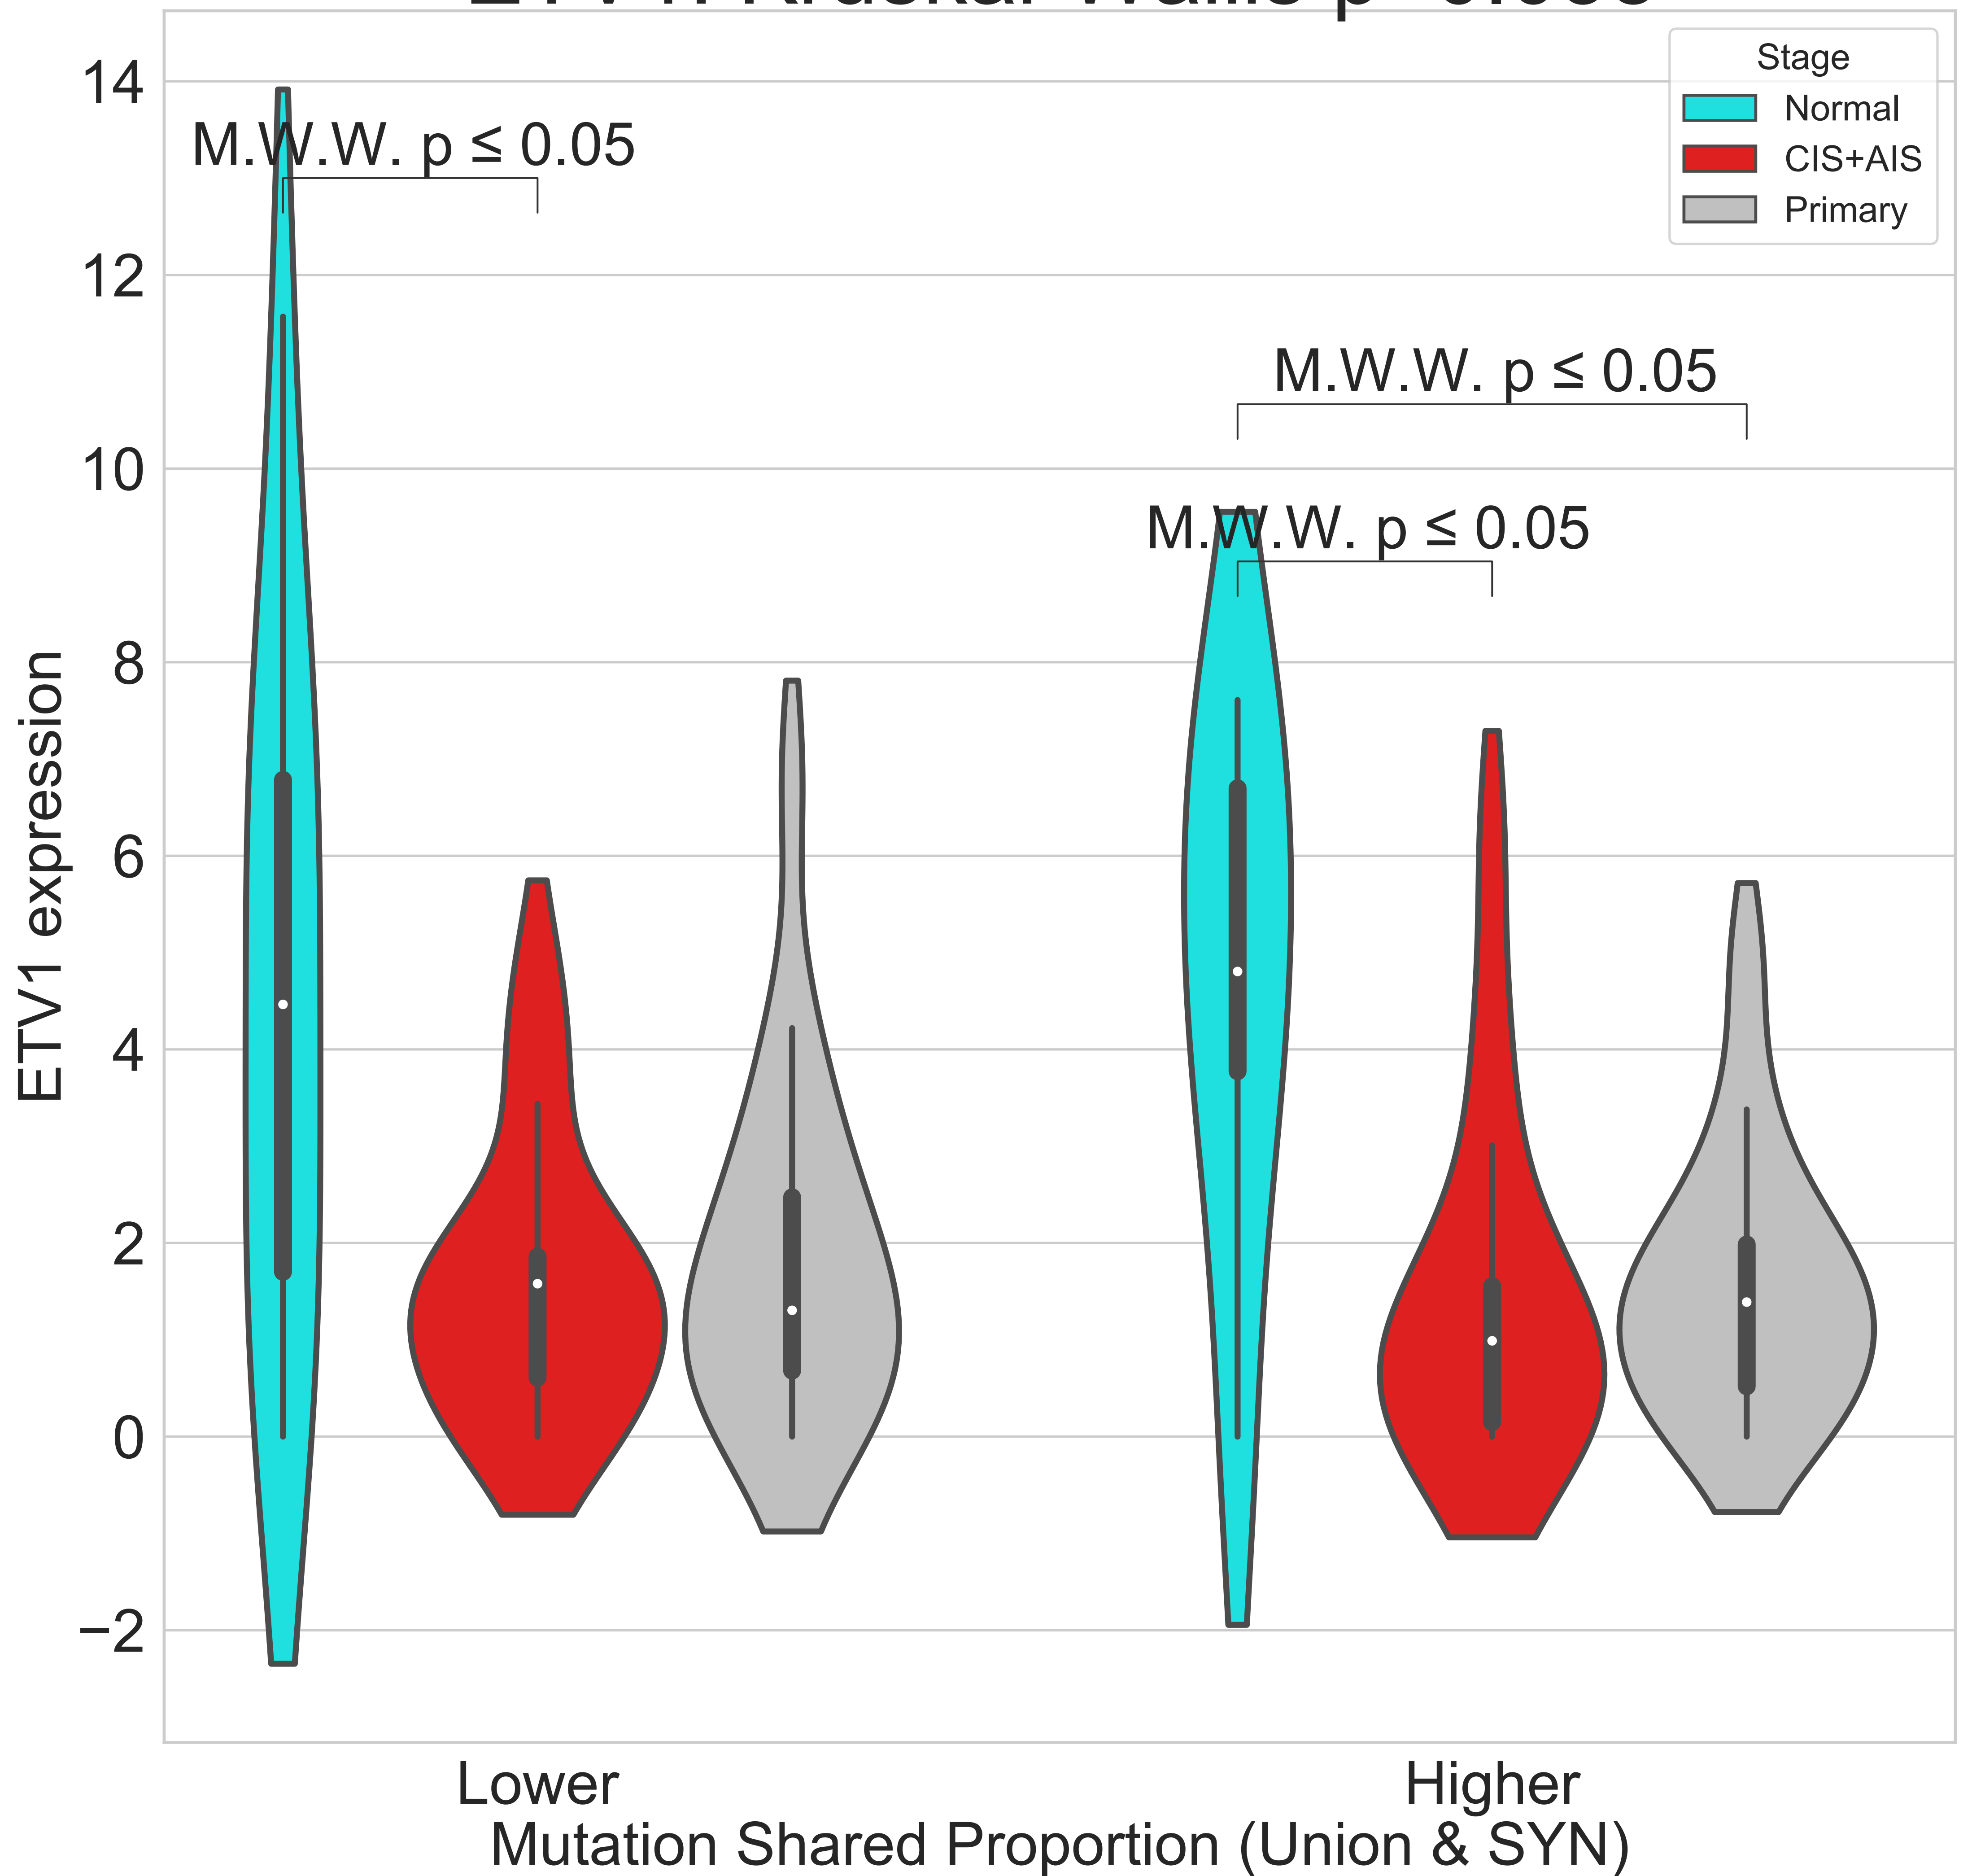 Stage
Normal
CIS+AIS
Primary
M.W.W. p ≤ 0.05
M.W.W. p ≤ 0.05
M.W.W. p ≤ 0.05
14
12
10
8
6
4
2
0
−2
ETV1 expression
Lower
Higher
Mutation Shared Proportion (Union & SYN)